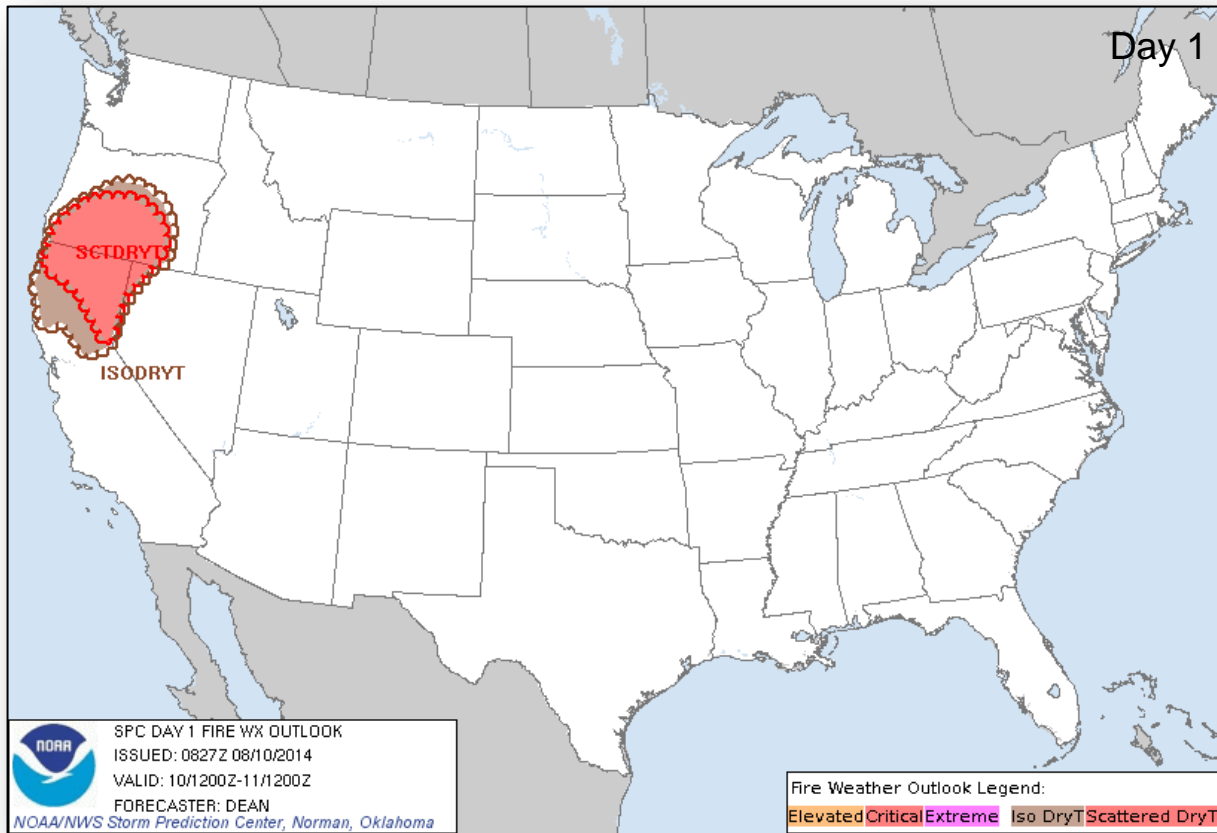 Day 1
SCTDRYT
ISODRYT
NOAA
SPC DAY 1 FIRE WX OUTLOOK
ISSUED: 0827Z 08/10/2014
VALID: 10/1200Z-11/1200Z
FORECASTER: DEAN
NOAA/NWS Storm Prediction Center, Norman, Oklahoma
Fire Weather Outlook Legend:
Elevated Critical Extreme Iso DryT Scattered DryT